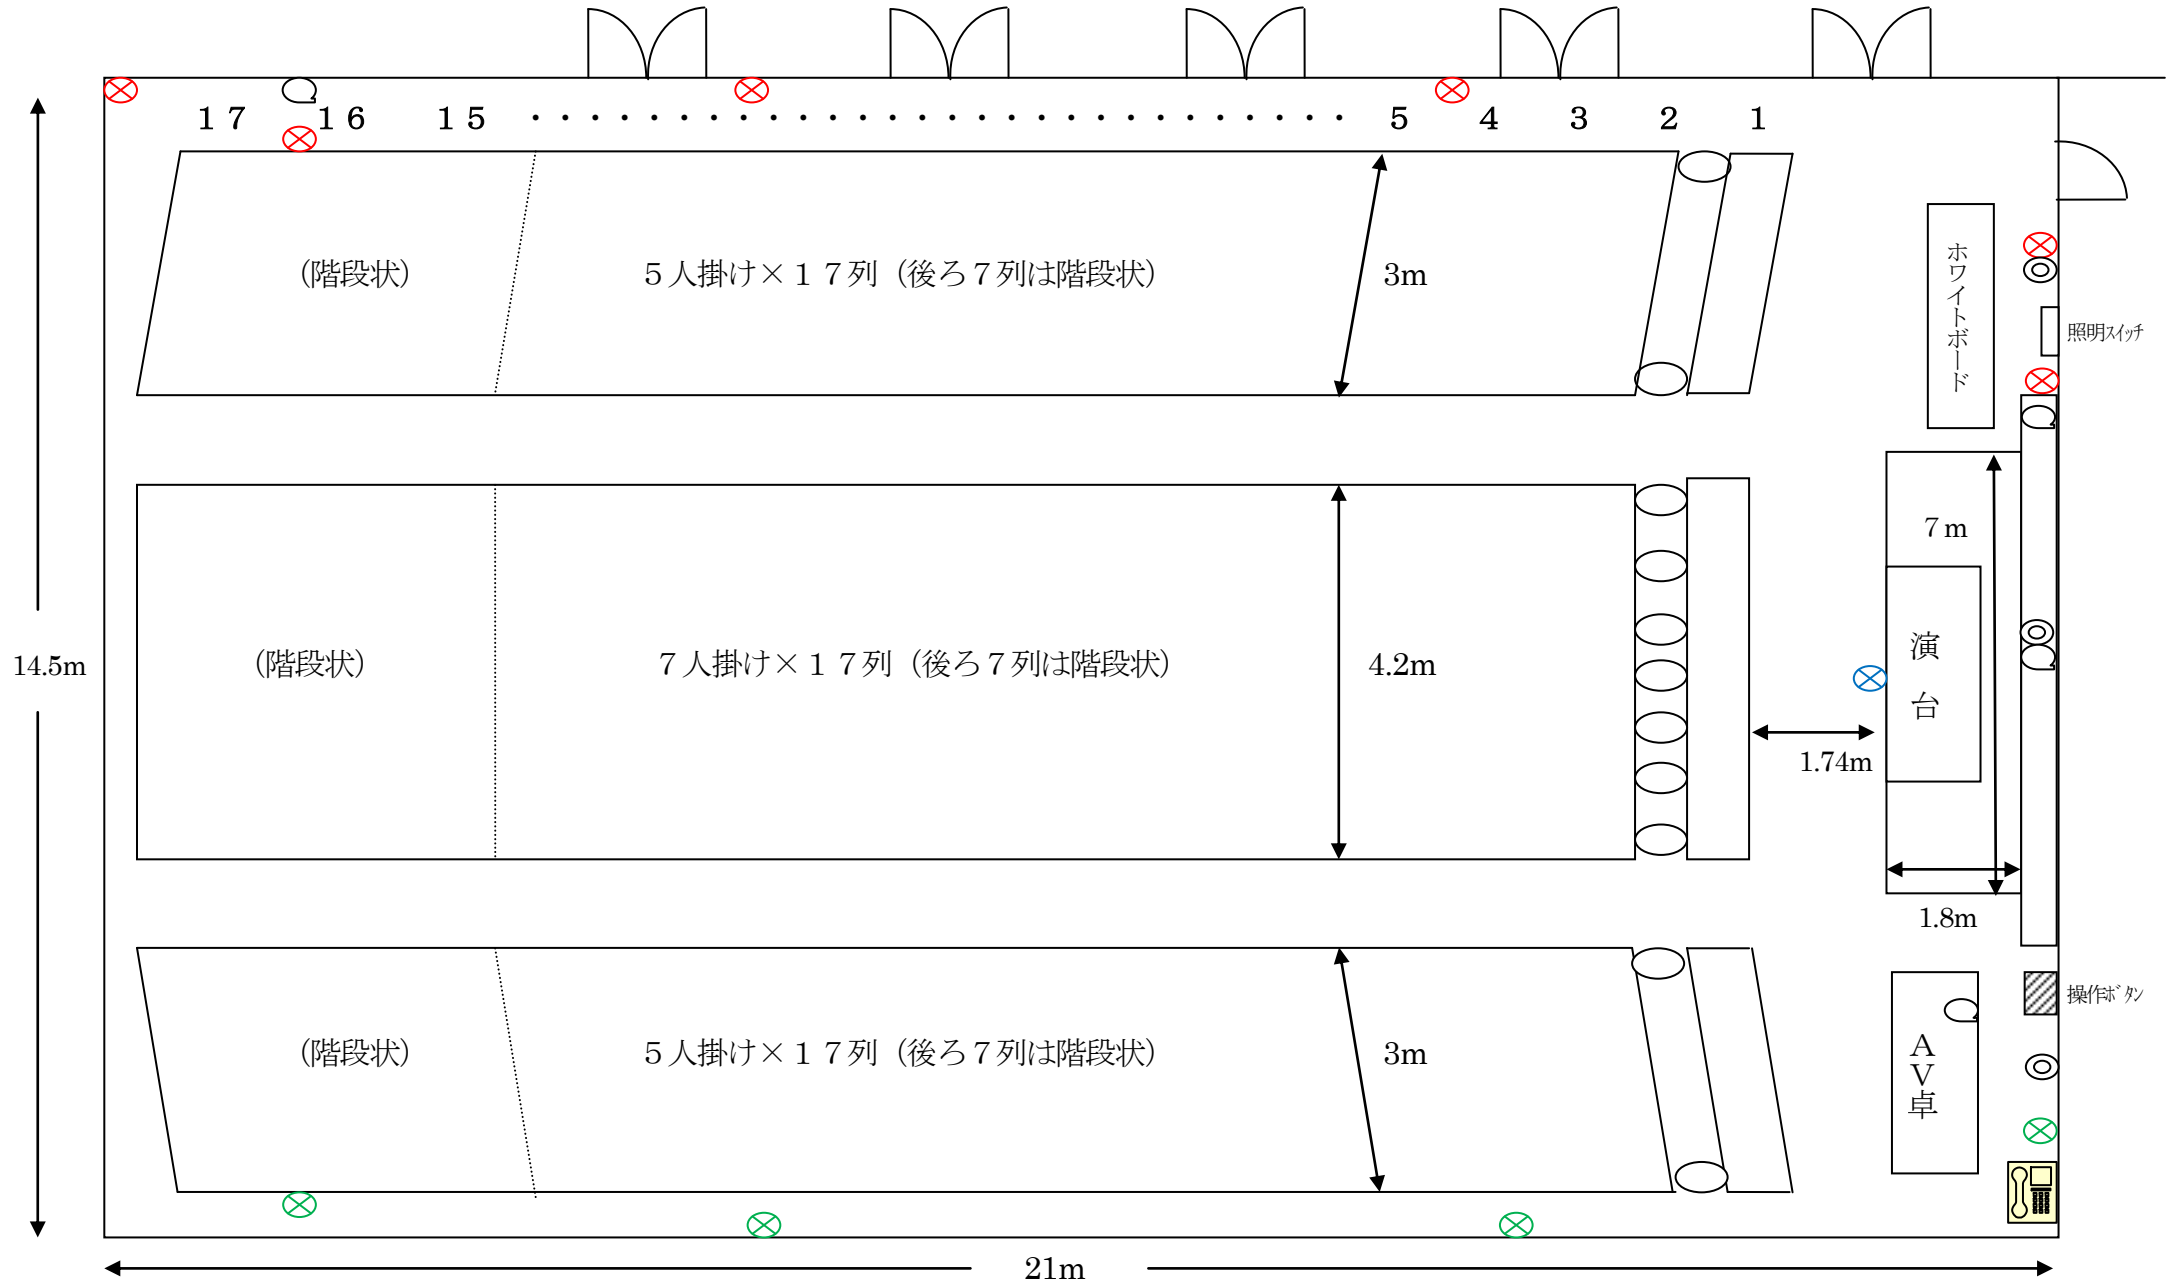 １７　１６　１５　・・・・・・・・・・・・・・・・・・・・・・・・・・・・　５　４　３　２　１
（階段状）　５人掛け×１７列（後ろ７列は階段状）　3m
ホワイトボード
照明スイッチ
７ｍ
14.5m
（階段状）　７人掛け×１７列（後ろ７列は階段状）　4.2m
演台
1.74m
1.8m
操作ボタン
（階段状）　５人掛け×１７列（後ろ７列は階段状）　3m
ＡＶ卓
21m